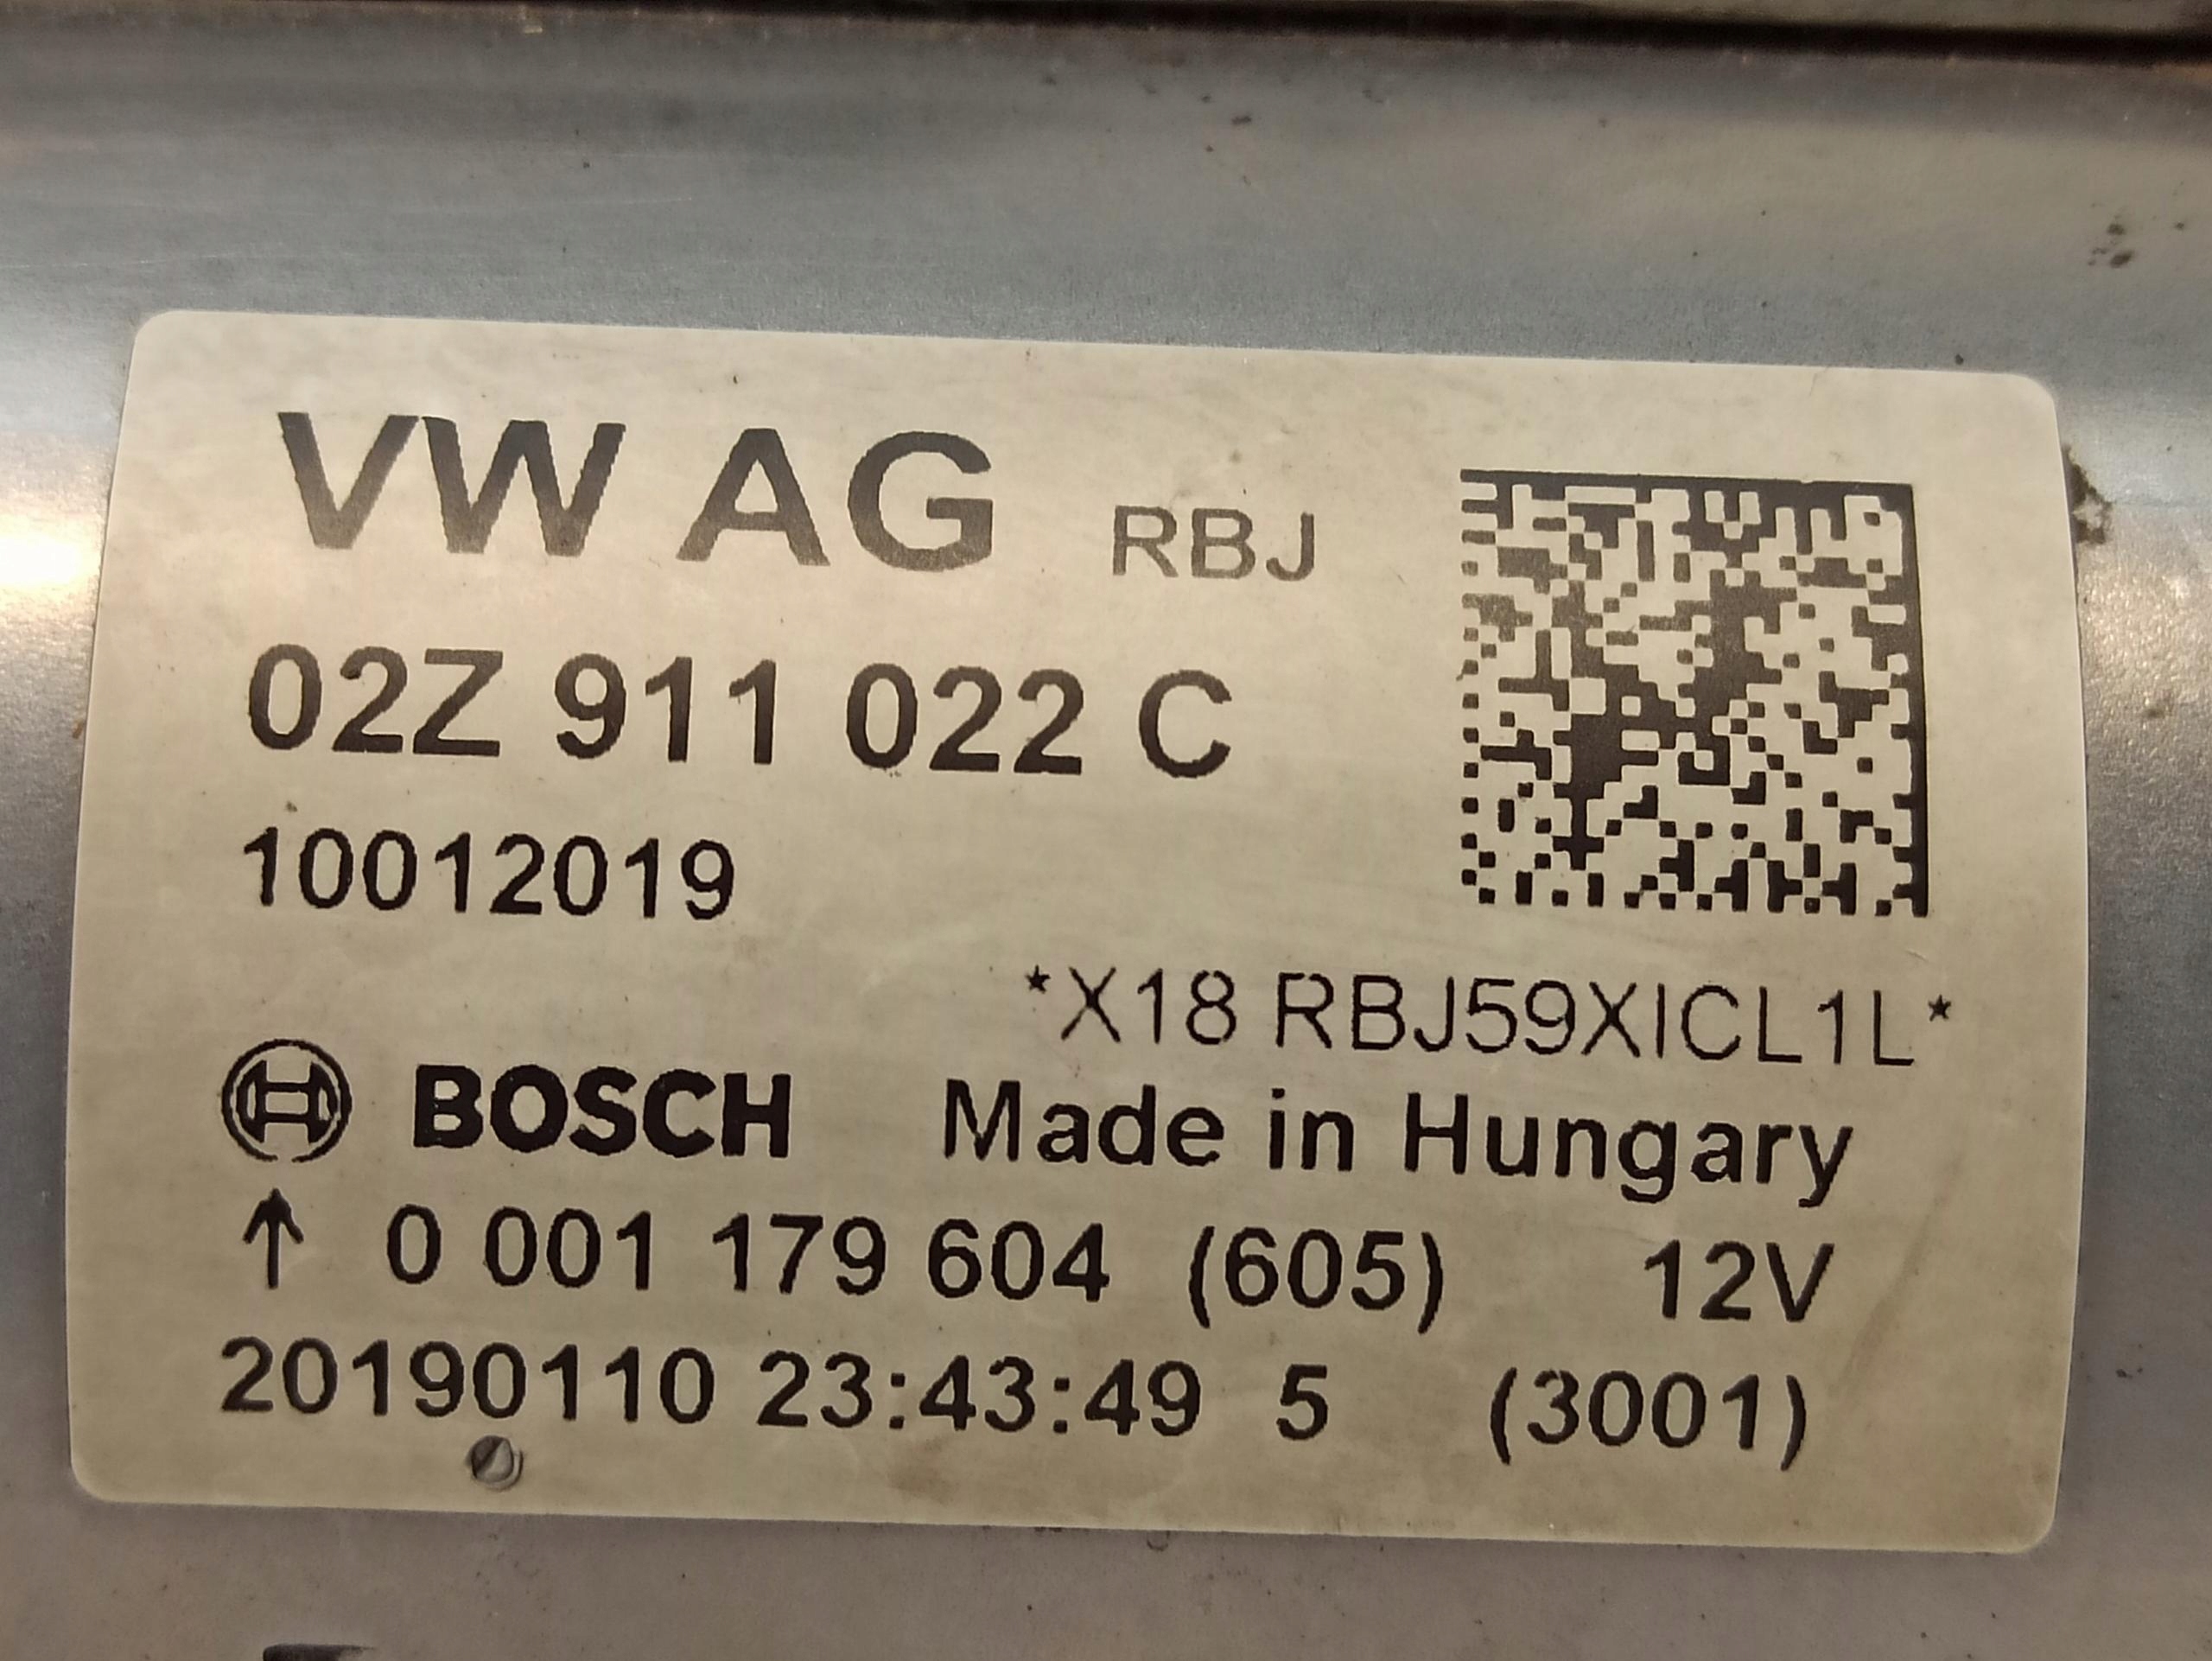 VW AG RBJ
02Z 911 022 C
10012019
*X18 RBJ59XICL1L*
BOSCH Made in Hungary
↑ 0 001 179 604 (605) 12V
20190110 23:43:49 5 (3001)